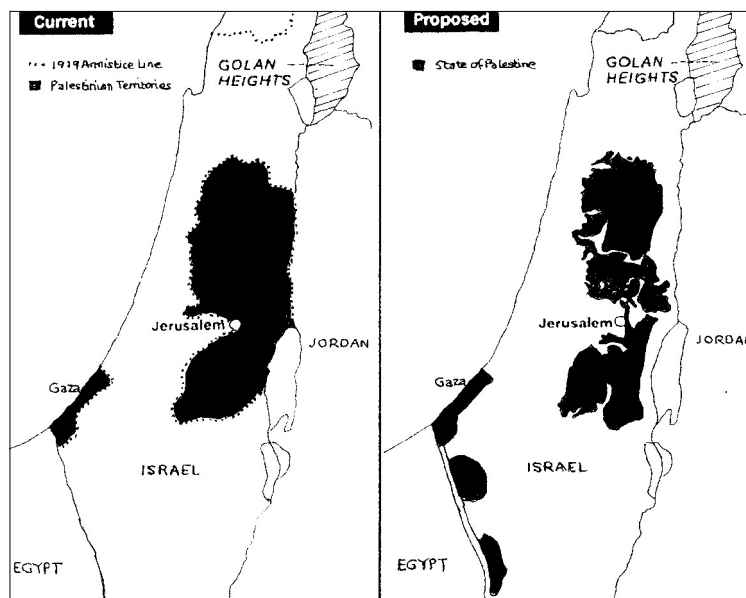 Current
1919 Armistice Line
Palestinian Territories
GOLAN
HEIGHTS
Jerusalem
JORDAN
Gaza
ISRAEL
EGYPT
Proposed
State of Palestine
GOLAN
HEIGHTS
Jerusalem
JORDAN
Gaza
ISRAEL
EGYPT